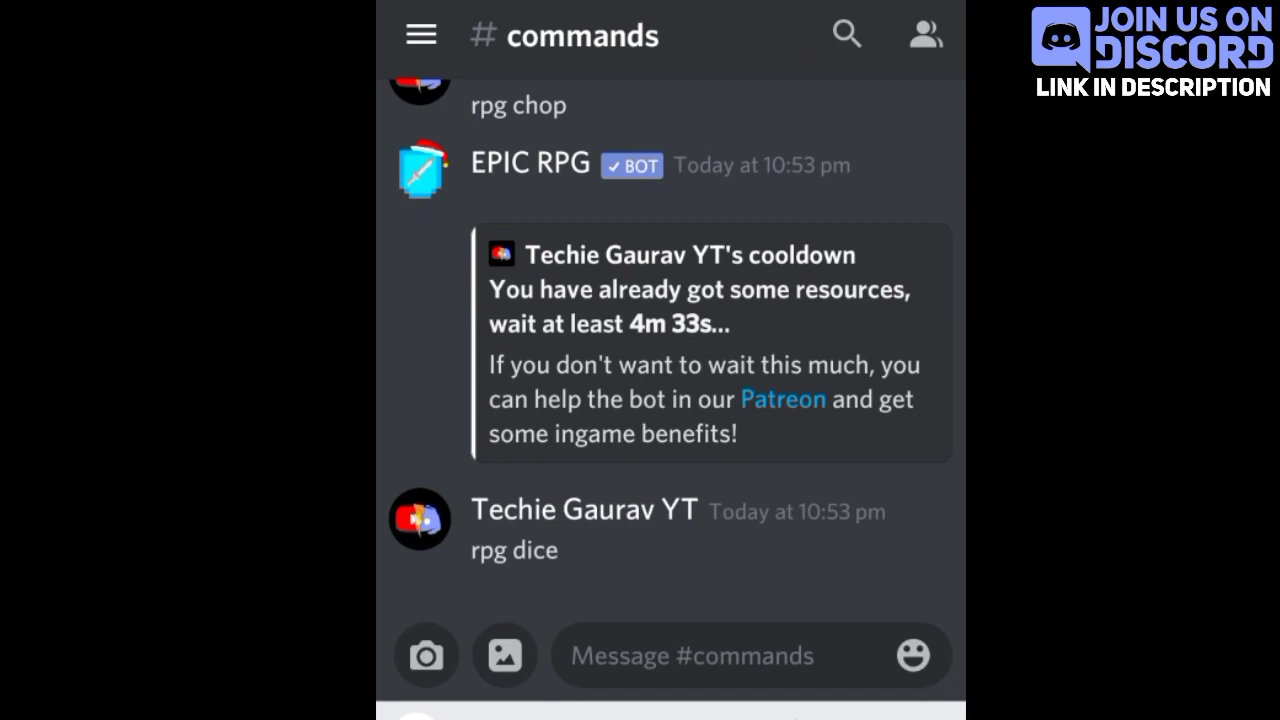 # commands
JOIN US ON
DISCORD
LINK IN DESCRIPTION
rpg chop
EPIC RPG ✓ BOT Today at 10:53 pm
Techie Gaurav YT's cooldown
You have already got some resources,
wait at least 4m 33s...
If you don't want to wait this much, you
can help the bot in our Patreon and get
some ingame benefits!
Techie Gaurav YT Today at 10:53 pm
rpg dice
Message #commands